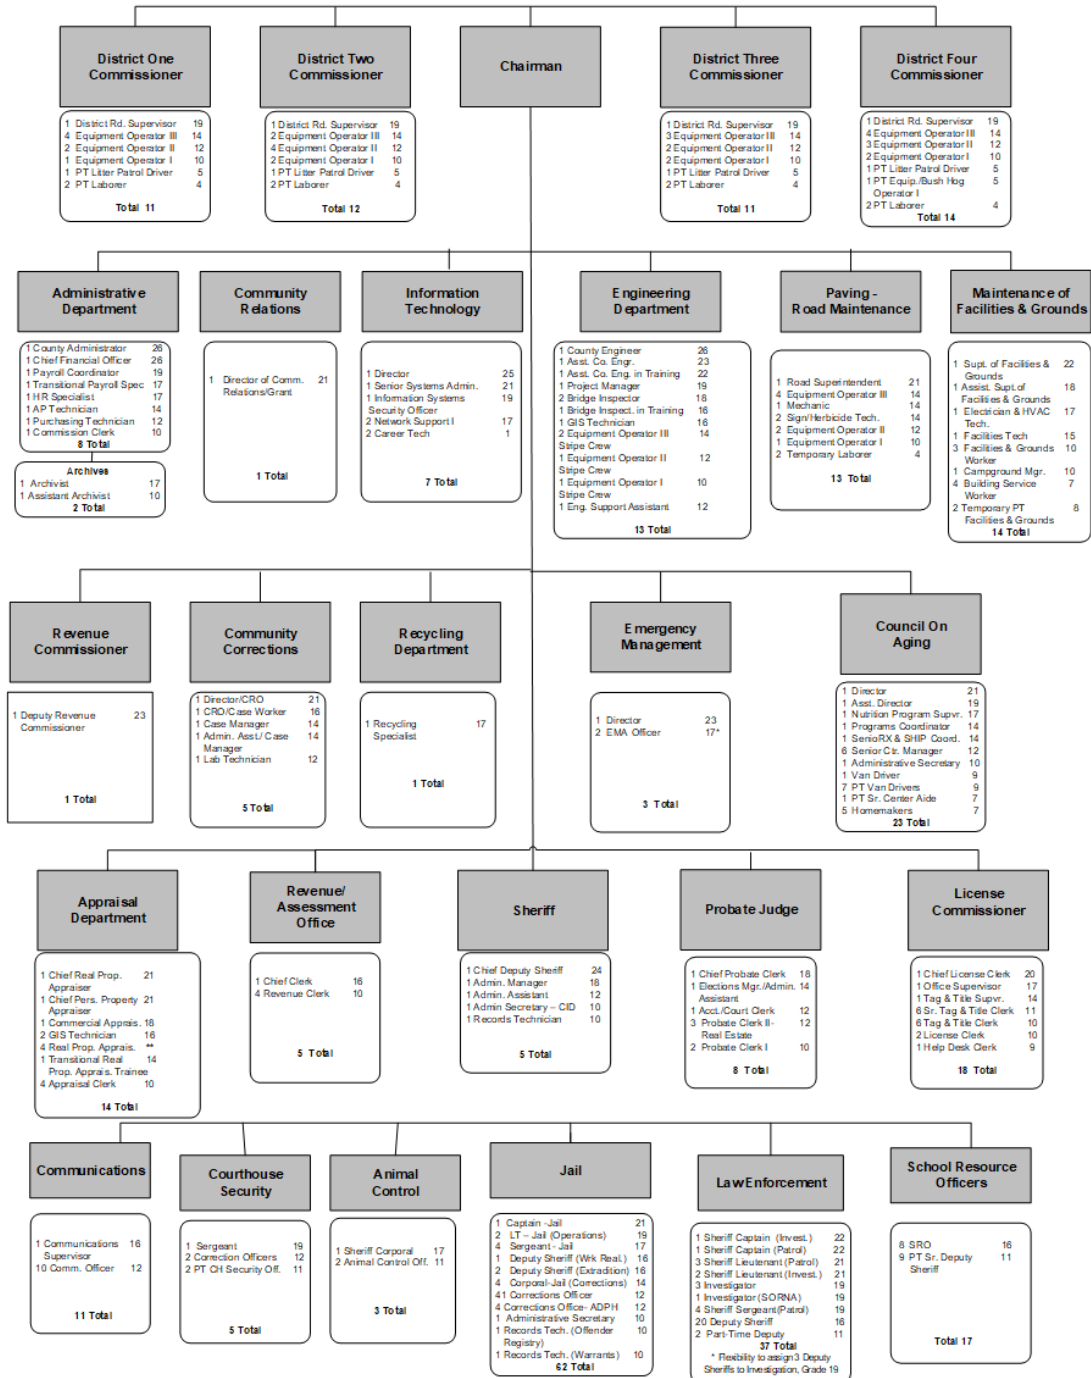 District One
Commissioner
1 District Rd. Supervisor 19
4 Equipment Operator III 14
2 Equipment Operator II 12
1 Equipment Operator I 10
1 PT Litter Patrol Driver 5
2 PT Laborer 4
Total 11
District Two
Commissioner
1 District Rd. Supervisor 19
2 Equipment Operator III 14
4 Equipment Operator II 12
2 Equipment Operator I 10
1 PT Litter Patrol Driver 5
2 PT Laborer 4
Total 12
Chairman
District Three
Commissioner
1 District Rd. Supervisor 19
3 Equipment Operator III 14
2 Equipment Operator II 12
2 Equipment Operator I 10
1 PT Litter Patrol Driver 5
2 PT Laborer 4
Total 11
District Four
Commissioner
1 District Rd. Supervisor 19
4 Equipment Operator III 14
3 Equipment Operator II 12
2 Equipment Operator I 10
1 PT Litter Patrol Driver 5
1 PT Equip./Bush Hog 5
Operator I
2 PT Laborer 4
Total 14
Administrative
Department
1 County Administrator 26
1 Chief Financial Officer 26
1 Payroll Coordinator 19
1 Transitional Payroll Spec 17
1 HR Specialist 17
1 AP Technician 14
1 Purchasing Technician 12
1 Commission Clerk 10
8 Total
Archives
1 Archivist 17
1 Assistant Archivist 10
2 Total
Community
Relations
1 Director of Comm. 21
Relations/Grant
1 Total
Information
Technology
1 Director 25
1 Senior Systems Admin. 21
1 Information Systems 19
Security Officer
2 Network Support I 17
2 Career Tech 1
7 Total
Engineering
Department
1 County Engineer 26
1 Asst. Co. Engr. 23
1 Asst. Co. Eng. in Training 22
1 Project Manager 19
2 Bridge Inspector 18
1 Bridge Inspect. in Training 16
1 GIS Technician 16
2 Equipment Operator III 14
Stripe Crew
1 Equipment Operator II 12
Stripe Crew
1 Equipment Operator I 10
Stripe Crew
1 Eng. Support Assistant 12
13 Total
Paving -
Road Maintenance
1 Road Superintendent 21
4 Equipment Operator III 14
1 Mechanic 14
2 Sign/Herbicide Tech. 14
2 Equipment Operator II 12
1 Equipment Operator I 10
2 Temporary Laborer 4
13 Total
Maintenance of
Facilities & Grounds
1 Supt. of Facilities & 22
Grounds
1 Assist. Supt.of 18
Facilities & Grounds
1 Electrician & HVAC 17
Tech.
1 Facilities Tech 15
3 Facilities & Grounds 10
Worker
1 Campground Mgr. 10
4 Building Service 7
Worker
2 Temporary PT 8
Facilities & Grounds
14 Total
Revenue
Commissioner
1 Deputy Revenue 23
Commissioner
1 Total
Community
Corrections
1 Director/CRO 21
1 CRO/Case Worker 16
1 Case Manager 14
1 Admin. Asst./ Case 14
Manager
1 Lab Technician 12
5 Total
Recycling
Department
1 Recycling 17
Specialist
1 Total
Emergency
Management
1 Director 23
2 EMA Officer 17*
3 Total
Council On
Aging
1 Director 21
1 Asst. Director 19
1 Nutrition Program Supvr. 17
1 Programs Coordinator 14
1 SenioRX & SHIP Coord. 14
6 Senior Ctr. Manager 12
1 Administrative Secretary 10
1 Van Driver 9
7 PT Van Drivers 9
1 PT Sr. Center Aide 7
5 Homemakers 7
23 Total
Appraisal
Department
1 Chief Real Prop. 21
Appraiser
1 Chief Pers. Property 21
Appraiser
1 Commercial Apprais. 18
2 GIS Technician 16
4 Real Prop. Apprais. **
1 Transitional Real 14
Prop. Apprais. Trainee
4 Appraisal Clerk 10
14 Total
Revenue/
Assessment
Office
1 Chief Clerk 16
4 Revenue Clerk 10
5 Total
Sheriff
1 Chief Deputy Sheriff 24
1 Admin. Manager 18
1 Admin. Assistant 12
1 Admin Secretary – CID 10
1 Records Technician 10
5 Total
Probate Judge
1 Chief Probate Clerk 18
1 Elections Mgr./Admin. 14
Assistant
1 Acct./Court Clerk 12
3 Probate Clerk II- 12
Real Estate
2 Probate Clerk I 10
8 Total
License
Commissioner
1 Chief License Clerk 20
1 Office Supervisor 17
1 Tag & Title Supvr. 14
6 Sr. Tag & Title Clerk 11
6 Tag & Title Clerk 10
2 License Clerk 10
1 Help Desk Clerk 9
18 Total
Communications
1 Communications 16
Supervisor
10 Comm. Officer 12
11 Total
Courthouse
Security
1 Sergeant 19
2 Correction Officers 12
2 PT CH Security Off. 11
5 Total
Animal
Control
1 Sheriff Corporal 17
2 Animal Control Off. 11
3 Total
Jail
1 Captain -Jail 21
2 LT – Jail (Operations) 19
4 Sergeant - Jail 17
1 Deputy Sheriff (Wrk Real.) 16
2 Deputy Sheriff (Extradition) 16
4 Corporal-Jail (Corrections) 14
41 Corrections Officer 12
4 Corrections Office- ADPH 12
1 Administrative Secretary 10
1 Records Tech. (Offender 10
Registry)
1 Records Tech. (Warrants) 10
62 Total
Law Enforcement
1 Sheriff Captain (Invest.) 22
1 Sheriff Captain (Patrol) 22
3 Sheriff Lieutenant (Patrol) 21
2 Sheriff Lieutenant (Invest.) 21
3 Investigator 19
1 Investigator (SORNA) 19
4 Sheriff Sergeant(Patrol) 19
20 Deputy Sheriff 16
2 Part-Time Deputy 11
37 Total
* Flexibility to assign 3 Deputy
Sheriffs to Investigation, Grade 19
School Resource
Officers
8 SRO 16
9 PT Sr. Deputy 11
Sheriff
Total 17